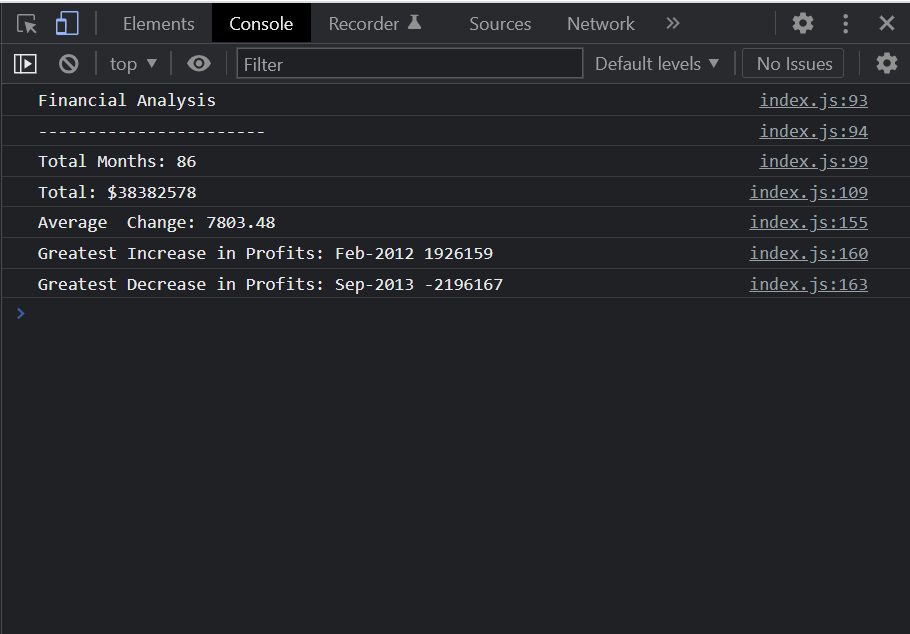 Elements Console Recorder Sources Network »
top ▼ Filter Default levels ▼ No Issues
Financial Analysis index.js:93
----------------------- index.js:94
Total Months: 86 index.js:99
Total: $38382578 index.js:109
Average  Change: 7803.48 index.js:155
Greatest Increase in Profits: Feb-2012 1926159 index.js:160
Greatest Decrease in Profits: Sep-2013 -2196167 index.js:163